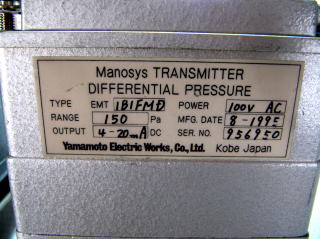 Manosys TRANSMITTER
DIFFERENTIAL PRESSURE
TYPE EMT 1B1FMD POWER 100V AC
RANGE 150 Pa MFG. DATE 8-1995
OUTPUT 4-20mA DC SER. NO. 956950
Yamamoto Electric Works, Co., Ltd. Kobe Japan